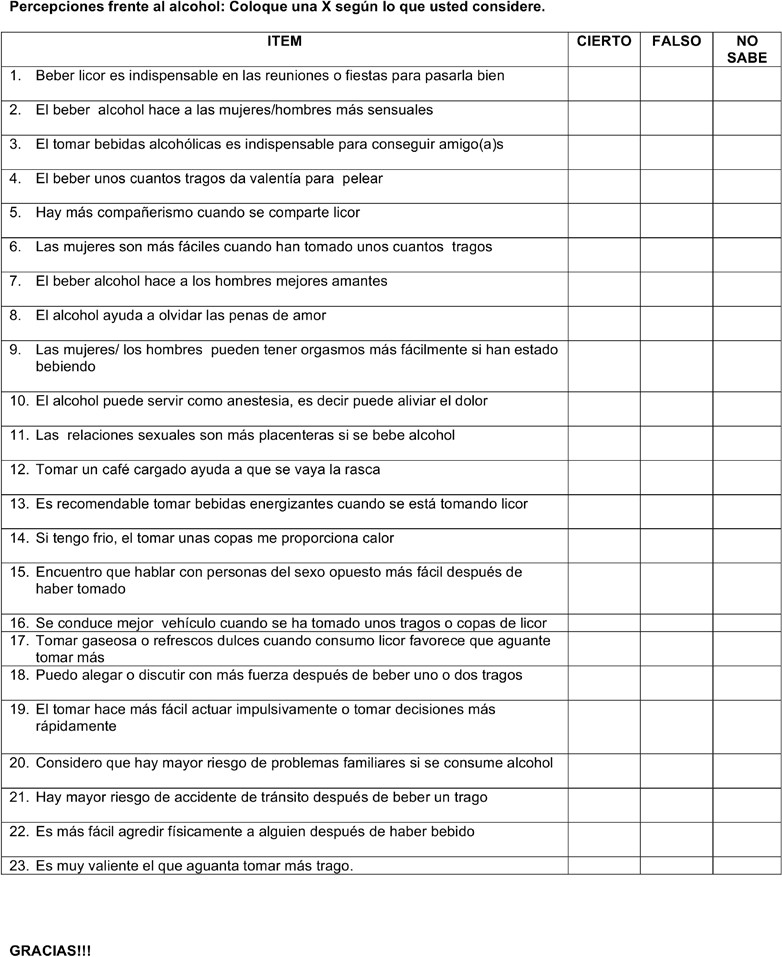 Percepciones frente al alcohol: Coloque una X según lo que usted considere.
ITEM CIERTO FALSO NO SABE
1. Beber licor es indispensable en las reuniones o fiestas para pasarla bien
2. El beber alcohol hace a las mujeres/hombres más sensuales
3. El tomar bebidas alcohólicas es indispensable para conseguir amigo(a)s
4. El beber unos cuantos tragos da valentía para pelear
5. Hay más compañerismo cuando se comparte licor
6. Las mujeres son más fáciles cuando han tomado unos cuantos tragos
7. El beber alcohol hace a los hombres mejores amantes
8. El alcohol ayuda a olvidar las penas de amor
9. Las mujeres/ los hombres pueden tener orgasmos más fácilmente si han estado
bebiendo
10. El alcohol puede servir como anestesia, es decir puede aliviar el dolor
11. Las relaciones sexuales son más placenteras si se bebe alcohol
12. Tomar un café cargado ayuda a que se vaya la rasca
13. Es recomendable tomar bebidas energizantes cuando se está tomando licor
14. Si tengo frio, el tomar unas copas me proporciona calor
15. Encuentro que hablar con personas del sexo opuesto más fácil después de
haber tomado
16. Se conduce mejor vehículo cuando se ha tomado unos tragos o copas de licor
17. Tomar gaseosa o refrescos dulces cuando consumo licor favorece que aguante
tomar más
18. Puedo alegar o discutir con más fuerza después de beber uno o dos tragos
19. El tomar hace más fácil actuar impulsivamente o tomar decisiones más
rápidamente
20. Considero que hay mayor riesgo de problemas familiares si se consume alcohol
21. Hay mayor riesgo de accidente de tránsito después de beber un trago
22. Es más fácil agredir físicamente a alguien después de haber bebido
23. Es muy valiente el que aguanta tomar más trago.
GRACIAS!!!